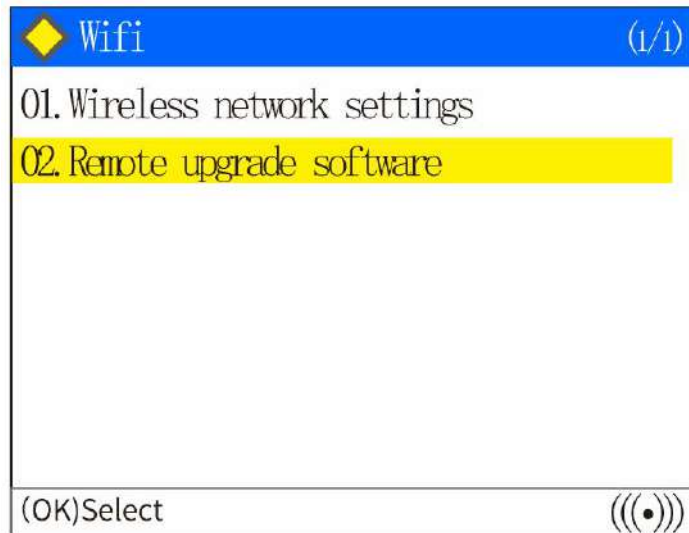 Wifi (1/1)
01. Wireless network settings
02. Remote upgrade software
(OK)Select